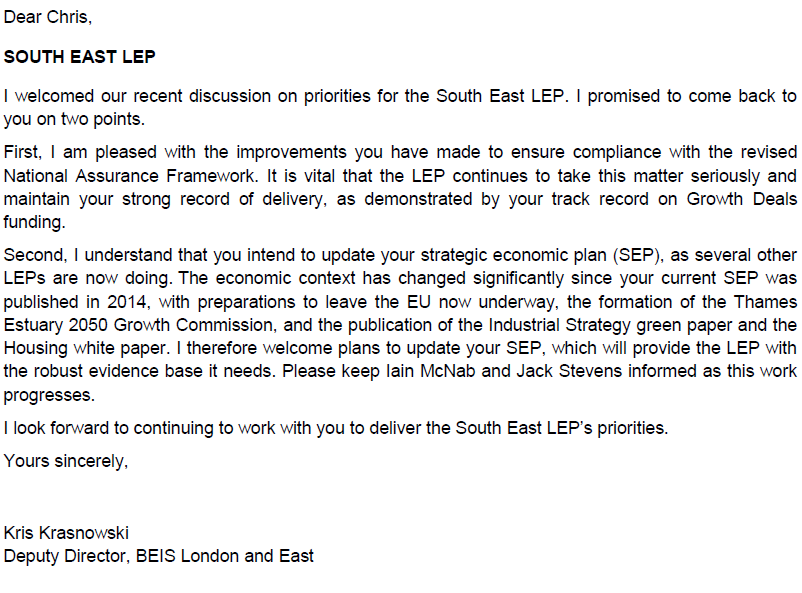 Dear Chris,
SOUTH EAST LEP
I welcomed our recent discussion on priorities for the South East LEP. I promised to come back to
you on two points.
First, I am pleased with the improvements you have made to ensure compliance with the revised
National Assurance Framework. It is vital that the LEP continues to take this matter seriously and
maintain your strong record of delivery, as demonstrated by your track record on Growth Deals
funding.
Second, I understand that you intend to update your strategic economic plan (SEP), as several other
LEPs are now doing. The economic context has changed significantly since your current SEP was
published in 2014, with preparations to leave the EU now underway, the formation of the Thames
Estuary 2050 Growth Commission, and the publication of the Industrial Strategy green paper and the
Housing white paper. I therefore welcome plans to update your SEP, which will provide the LEP with
the robust evidence base it needs. Please keep Iain McNab and Jack Stevens informed as this work
progresses.
I look forward to continuing to work with you to deliver the South East LEP’s priorities.
Yours sincerely,
Kris Krasnowski
Deputy Director, BEIS London and East